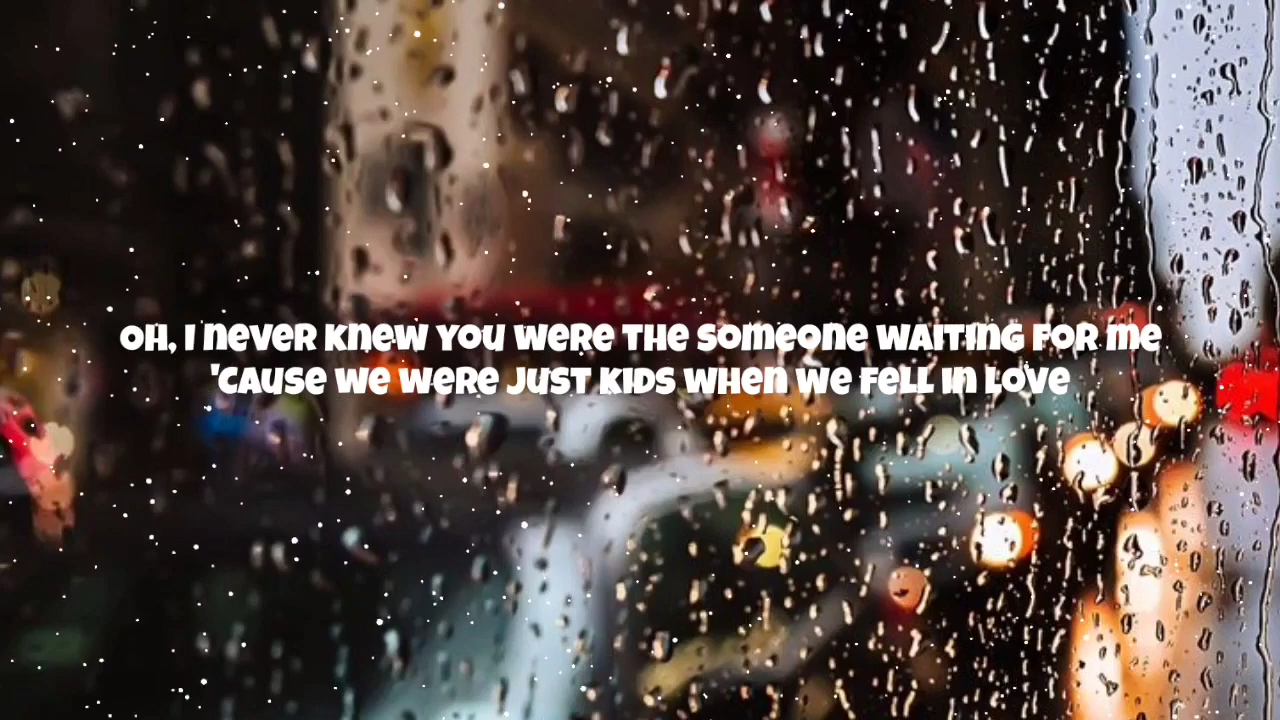 Oh, I never knew you were the someone waiting for me
'Cause we were just kids when we fell in love